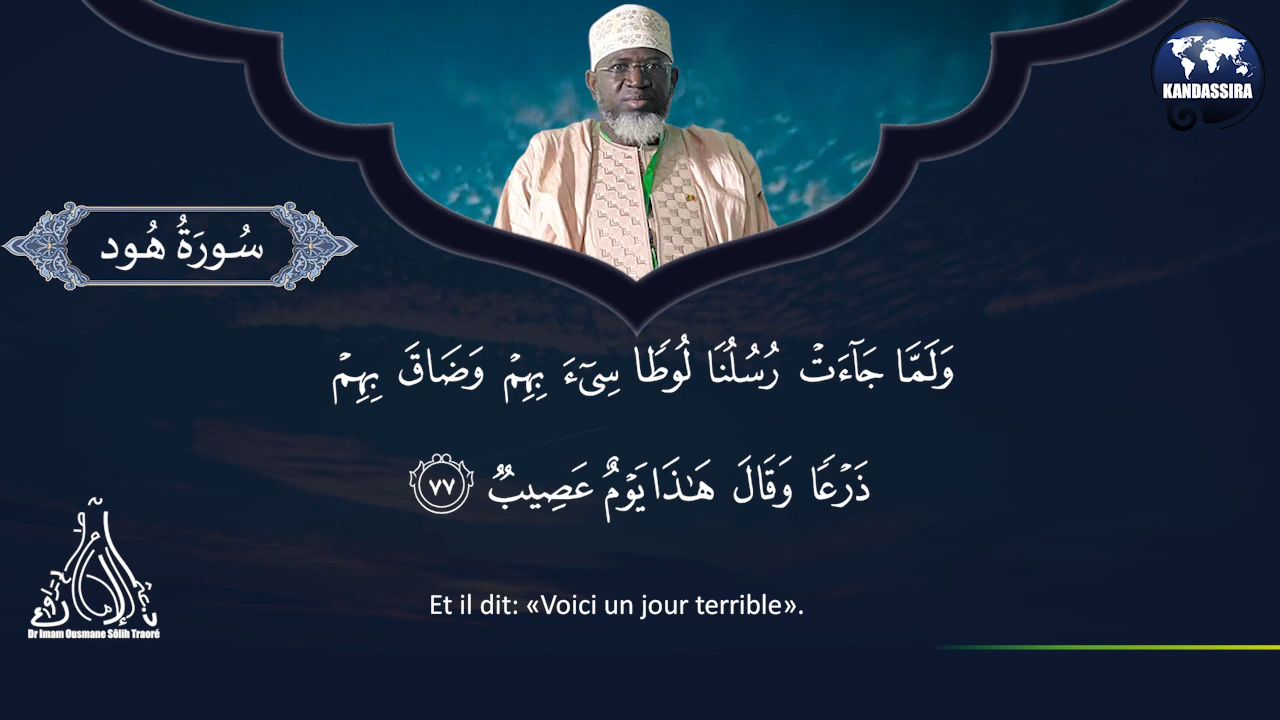 KANDASSIRA
سُورَةُ هُود
وَلَمَّا جَآءَتْ رُسُلُنَا لُوطٗا سِيٓءَ بِهِمۡ وَضَاقَ بِهِمۡ
ذَرۡعٗا وَقَالَ هَٰذَا يَوۡمٌ عَصِيبٞ ٧٧
Et il dit: «Voici un jour terrible».
Dr Imam Ousmane Sôlih Traoré